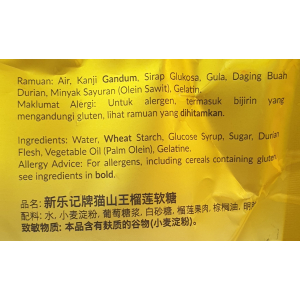 Ramuan: Air, Kanji Gandum, Sirap Glukosa, Gula, Daging Buah
Durian, Minyak Sayuran (Olein Sawit), Gelatin.
Maklumat Alergi: Untuk alergen, termasuk bijirin yang
mengandungi gluten, lihat ramuan yang dihitamkan.
Ingredients: Water, Wheat Starch, Glucose Syrup, Sugar, Durian
Flesh, Vegetable Oil (Palm Olein), Gelatine.
Allergy Advice: For allergens, including cereals containing gluten,
see ingredients in bold.
品名: 新乐记牌猫山王榴莲软糖
配料: 水, 小麦淀粉, 葡萄糖浆, 白砂糖, 榴莲果肉, 棕榈油, 明
致敏物质: 本品含有麸质的谷物(小麦淀粉)。